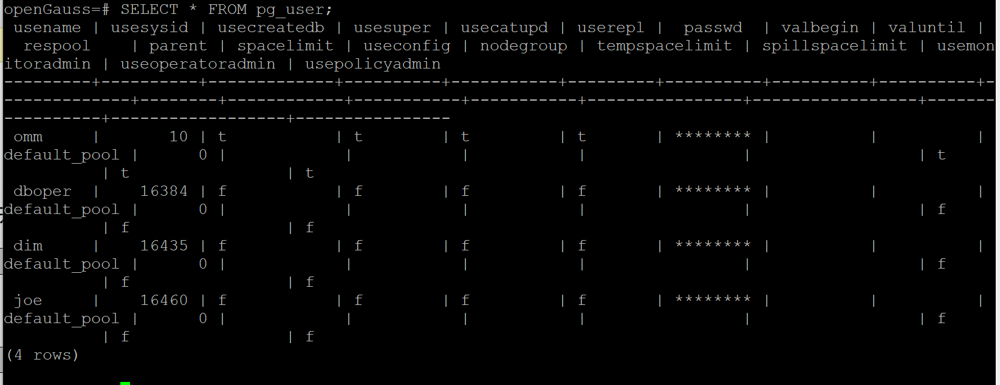 openGauss=# SELECT * FROM pg_user;
 usename | usesysid | usecreatedb | usesuper | usecatupd | userepl |  passwd  | valbegin | valuntil |
  respool    | parent | spacelimit | useconfig | nodegroup | tempspacelimit | spillspacelimit | usemon
itoradmin | useoperatoradmin | usepolicyadmin
---------+----------+-------------+----------+-----------+---------+----------+----------+----------+-
-------------+--------+------------+-----------+-----------+----------------+-----------------+-------
----------+------------------+----------------
 omm     |       10 | t           | t        | t         | t       | ******** |          |          |
default_pool |      0 |            |           |           |                |                 | t
          | t                | t
 dboper  |    16384 | f           | f        | f         | f       | ******** |          |          |
default_pool |      0 |            |           |           |                |                 | f
          | f                | f
 dim     |    16435 | f           | f        | f         | f       | ******** |          |          |
default_pool |      0 |            |           |           |                |                 | f
          | f                | f
 joe     |    16460 | f           | f        | f         | f       | ******** |          |          |
default_pool |      0 |            |           |           |                |                 | f
          | f                | f
(4 rows)